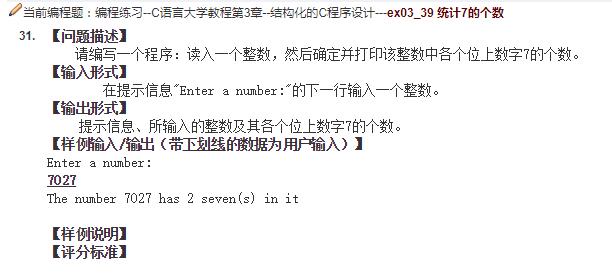 当前编程题：编程练习--C语言大学教程第3章--结构化的C程序设计---ex03_39 统计7的个数
31. 【问题描述】
请编写一个程序：读入一个整数，然后确定并打印该整数中各个位上数字7的个数。
【输入形式】
在提示信息"Enter a number:"的下一行输入一个整数。
【输出形式】
提示信息、所输入的整数及其各个位上数字7的个数。
【样例输入/输出（带下划线的数据为用户输入）】
Enter a number:
7027
The number 7027 has 2 seven(s) in it
【样例说明】
【评分标准】